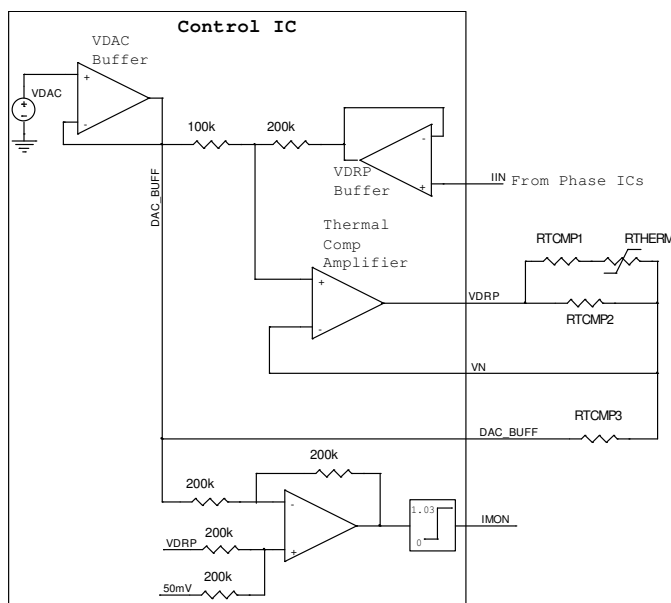 Control IC
VDAC
Buffer
VDAC
+
-
100k
200k
-
+
VDRP
Buffer
IIN
From Phase ICs
DAC_BUFF
Thermal
Comp
Amplifier
+
-
VDRP
RTCMP1
RTHERM
RTCMP2
VN
RTCMP3
DAC_BUFF
200k
200k
-
+
VDRP
200k
50mV
200k
1.03
0
IMON